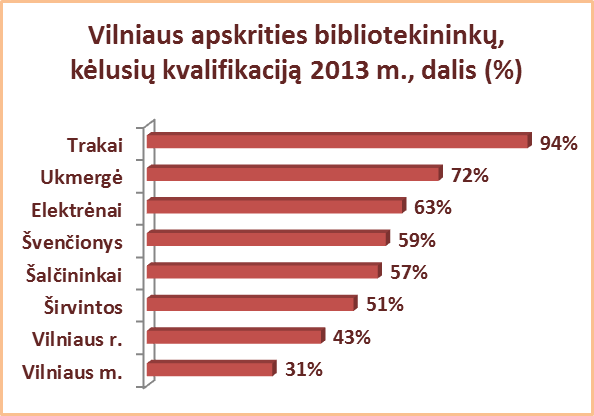 Vilniaus apskrities bibliotekininkų,
kėlusių kvalifikaciją 2013 m., dalis (%)
Trakai 94%
Ukmergė 72%
Elektrėnai 63%
Švenčionys 59%
Šalčininkai 57%
Širvintos 51%
Vilniaus r. 43%
Vilniaus m. 31%